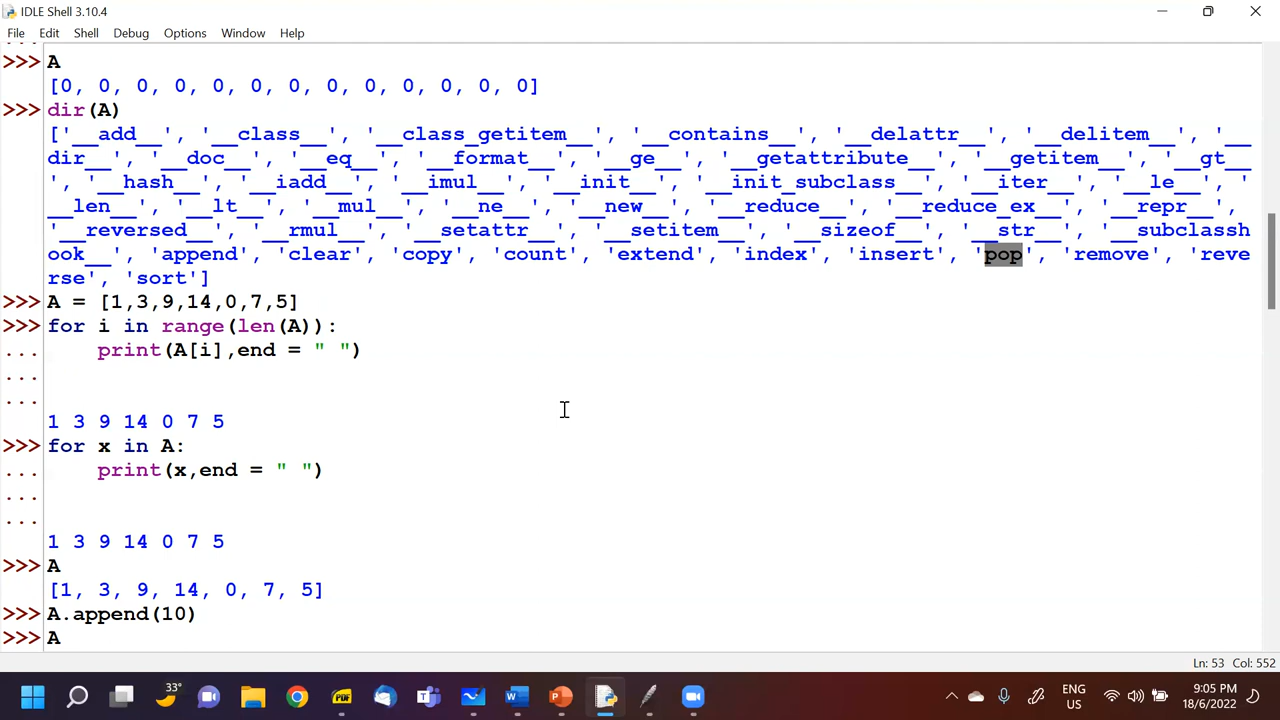 IDLE Shell 3.10.4
File Edit Shell Debug Options Window Help
>>> A
[0, 0, 0, 0, 0, 0, 0, 0, 0, 0, 0, 0, 0]
>>> dir(A)
['__add__', '__class__', '__class_getitem__', '__contains__', '__delattr__', '__delitem__', '__
dir__', '__doc__', '__eq__', '__format__', '__ge__', '__getattribute__', '__getitem__', '__gt__
', '__hash__', '__iadd__', '__imul__', '__init__', '__init_subclass__', '__iter__', '__le__', '
__len__', '__lt__', '__mul__', '__ne__', '__new__', '__reduce__', '__reduce_ex__', '__repr__',
'__reversed__', '__rmul__', '__setattr__', '__setitem__', '__sizeof__', '__str__', '__subclassh
ook__', 'append', 'clear', 'copy', 'count', 'extend', 'index', 'insert', 'pop', 'remove', 'reve
rse', 'sort']
>>> A = [1,3,9,14,0,7,5]
>>> for i in range(len(A)):
... print(A[i],end = " ")
...
...
1 3 9 14 0 7 5
>>> for x in A:
... print(x,end = " ")
...
...
1 3 9 14 0 7 5
>>> A
[1, 3, 9, 14, 0, 7, 5]
>>> A.append(10)
>>> A
Ln: 53 Col: 552
33°
ENG
US
9:05 PM
18/6/2022